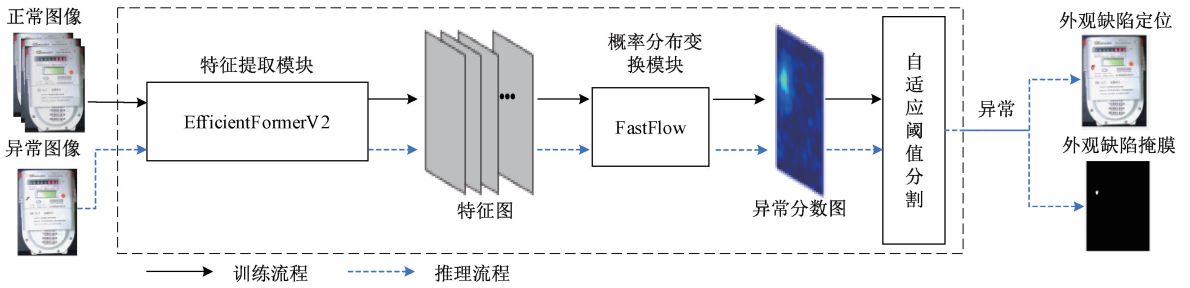 正常图像
异常图像
特征提取模块
EfficientFormerV2
特征图
概率分布变
换模块
FastFlow
异常分数图
自适应阈值分割
异常
外观缺陷定位
外观缺陷掩膜
训练流程
推理流程